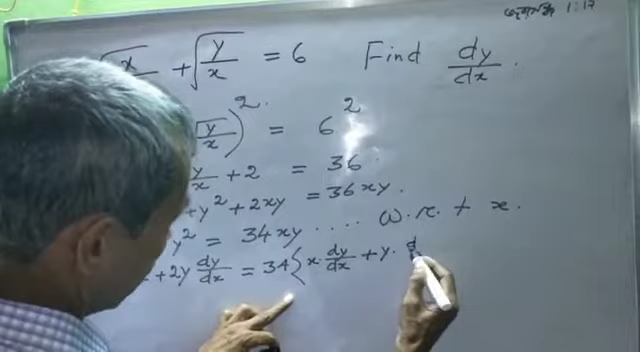 √x + √(y/x) = 6 Find dy/dx.
√(y/x))² = 6²
y/x + 2 = 36
+ y² + 2xy = 36xy.
y² = 34xy .... w.r.t x.
+ 2y dy/dx = 34{x. dy/dx + y. d